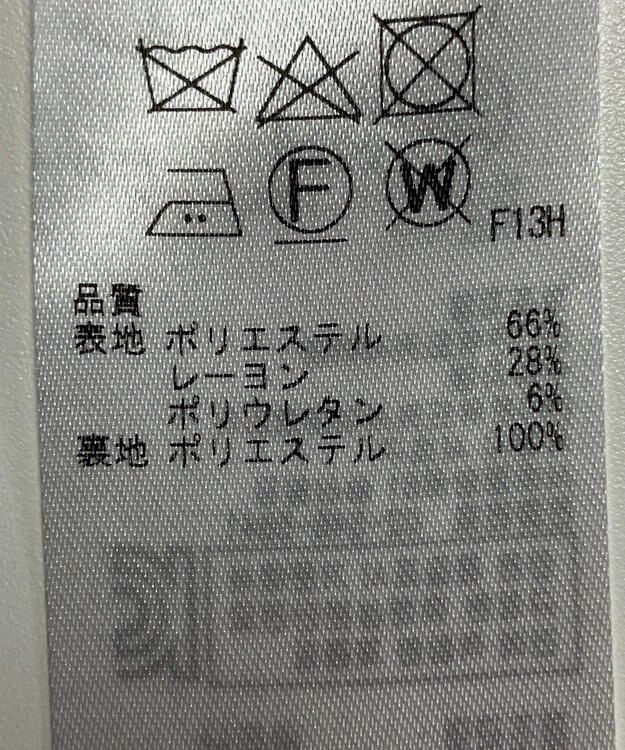 F W F13H
品質
表地 ポリエステル 66%
レーヨン 28%
ポリウレタン 6%
裏地 ポリエステル 100%